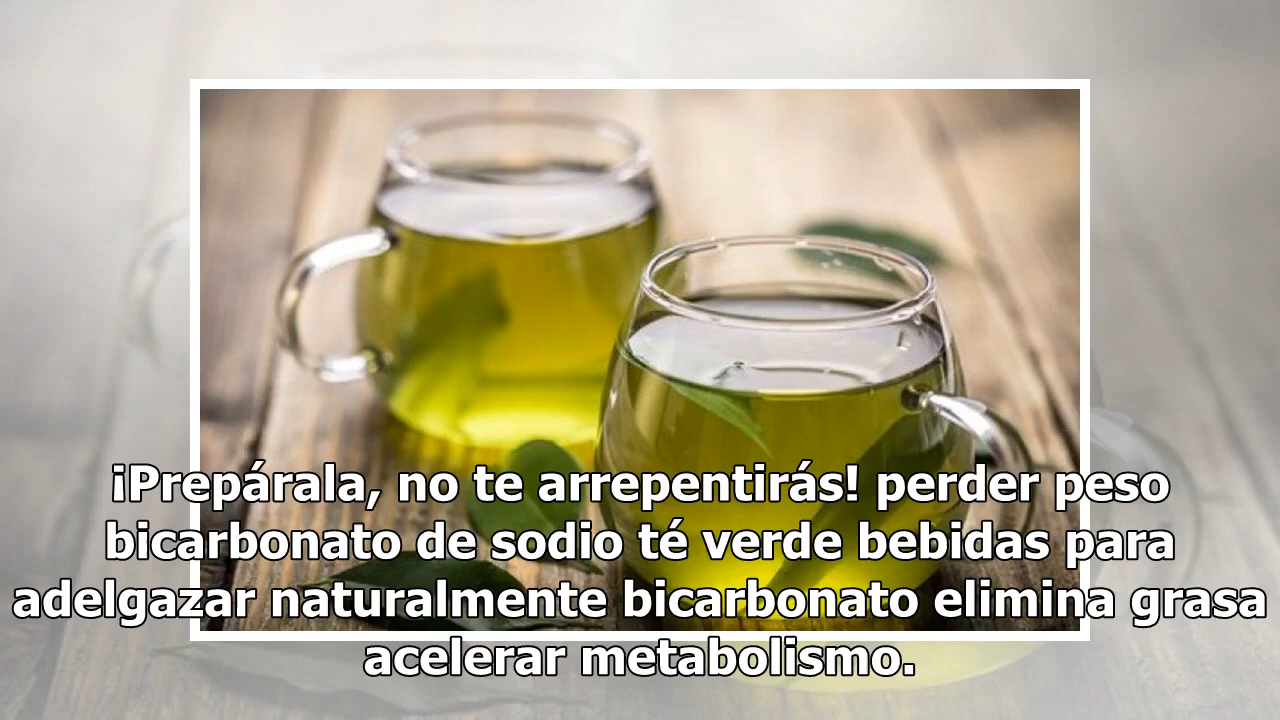 ¡Prepárala, no te arrepentirás! perder peso
bicarbonato de sodio té verde bebidas para
adelgazar naturalmente bicarbonato elimina grasa
acelerar metabolismo.